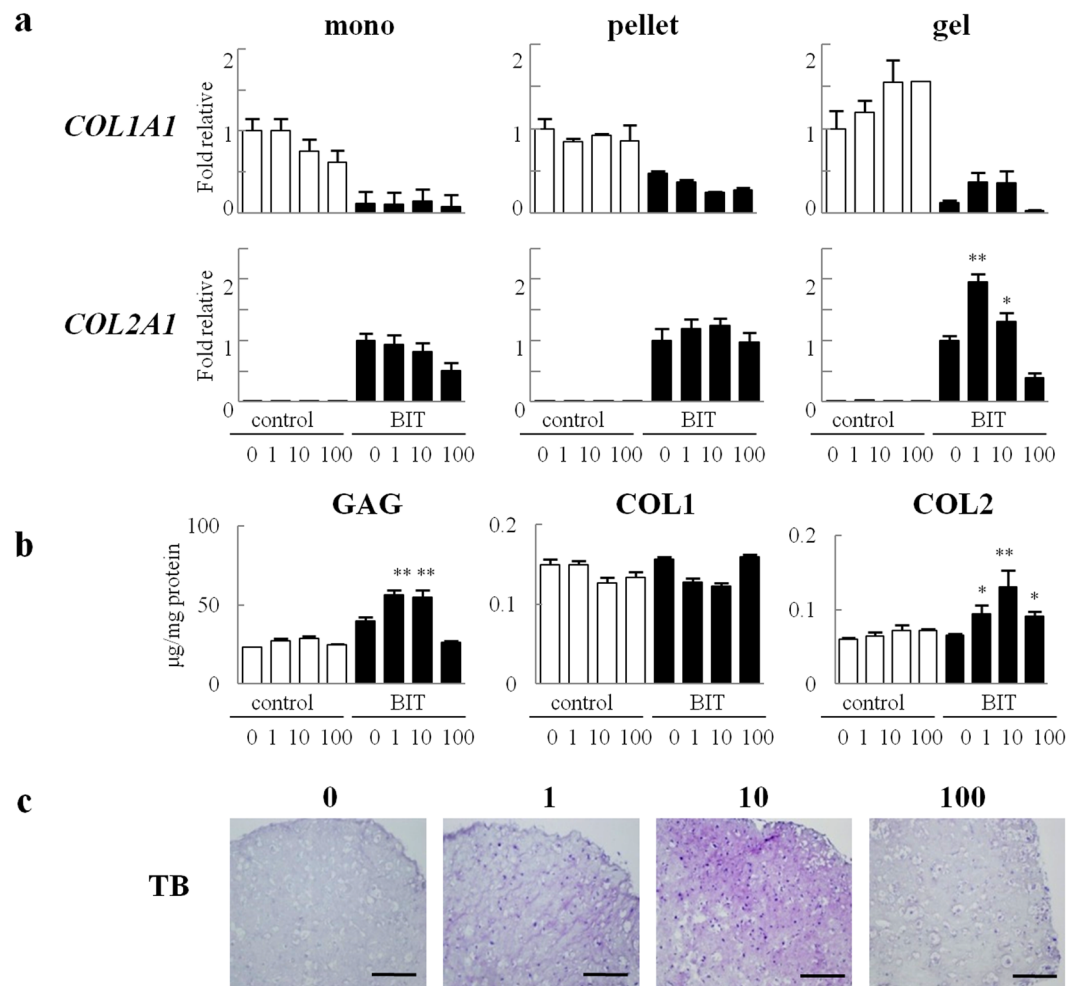 a
mono pellet gel
COL1A1
Fold relative
2 2 2
1 1 1
0 0 0
COL2A1
Fold relative
** 
*
2 2 2
1 1 1
0 0 0
control BIT control BIT control BIT
0 1 10 100 0 1 10 100 0 1 10 100 0 1 10 100 0 1 10 100 0 1 10 100
b
GAG COL1 COL2
µg/mg protein
100 0.2 0.2
** ** * ** *
50 0.1 0.1
0 0 0
control BIT control BIT control BIT
0 1 10 100 0 1 10 100 0 1 10 100 0 1 10 100 0 1 10 100 0 1 10 100
c
0 1 10 100
TB